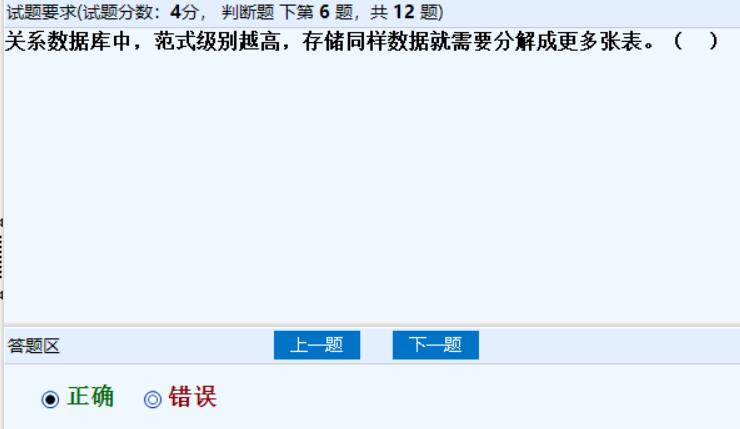 试题要求(试题分数：4分， 判断题 下第 6 题，共 12 题)
关系数据库中，范式级别越高，存储同样数据就需要分解成更多张表。（ ）
答题区
上一题 下一题
正确 错误